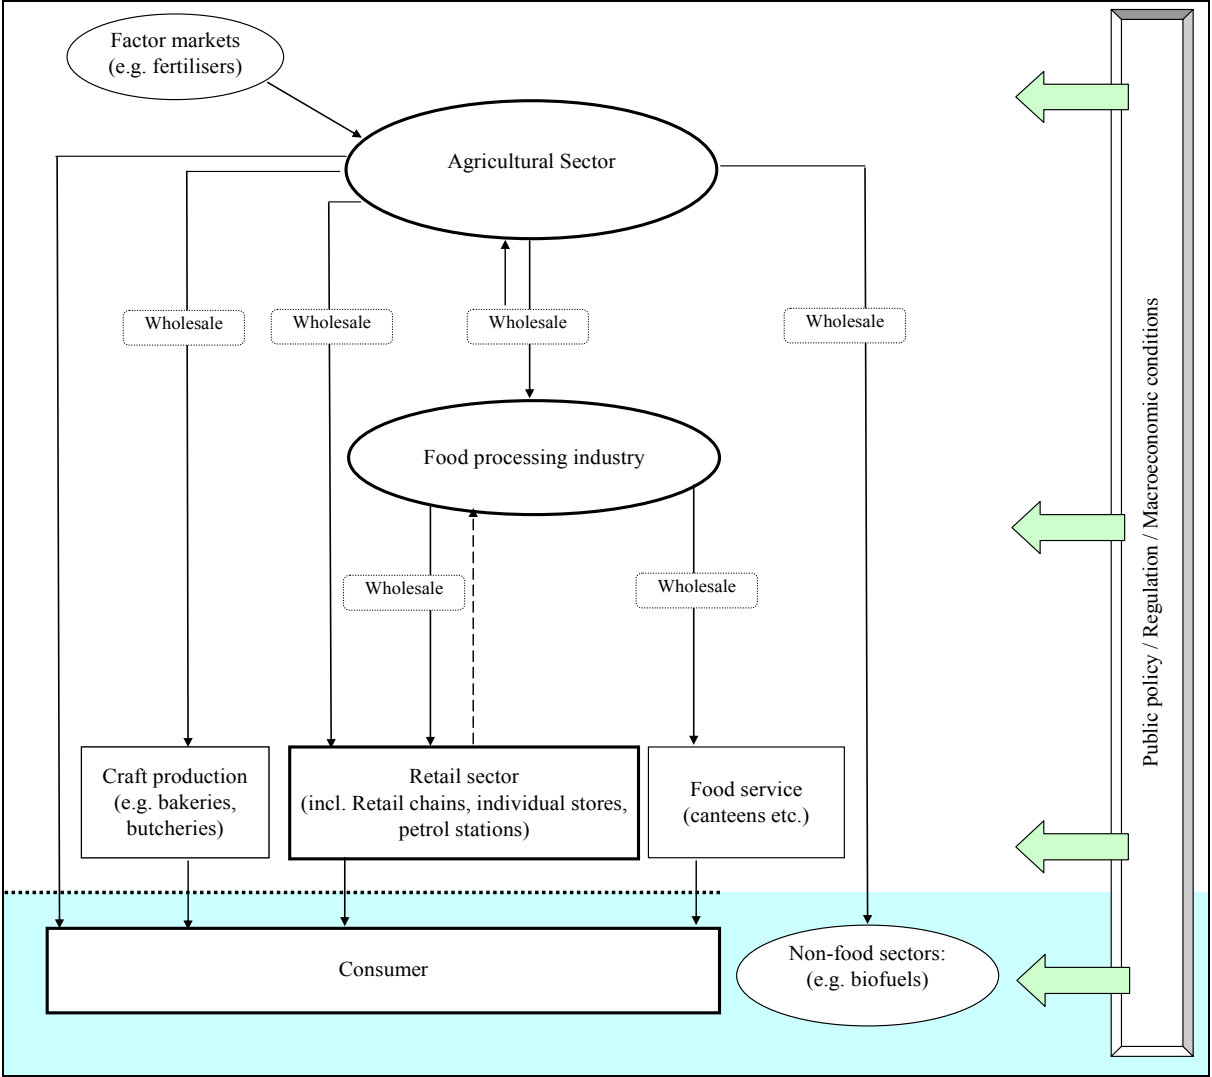 Factor markets
(e.g. fertilisers)
Agricultural Sector
Wholesale
Wholesale
Wholesale
Wholesale
Food processing industry
Wholesale
Wholesale
Craft production
(e.g. bakeries,
butcheries)
Retail sector
(incl. Retail chains, individual stores,
petrol stations)
Food service
(canteens etc.)
Consumer
Non-food sectors:
(e.g. biofuels)
Public policy / Regulation / Macroeconomic conditions